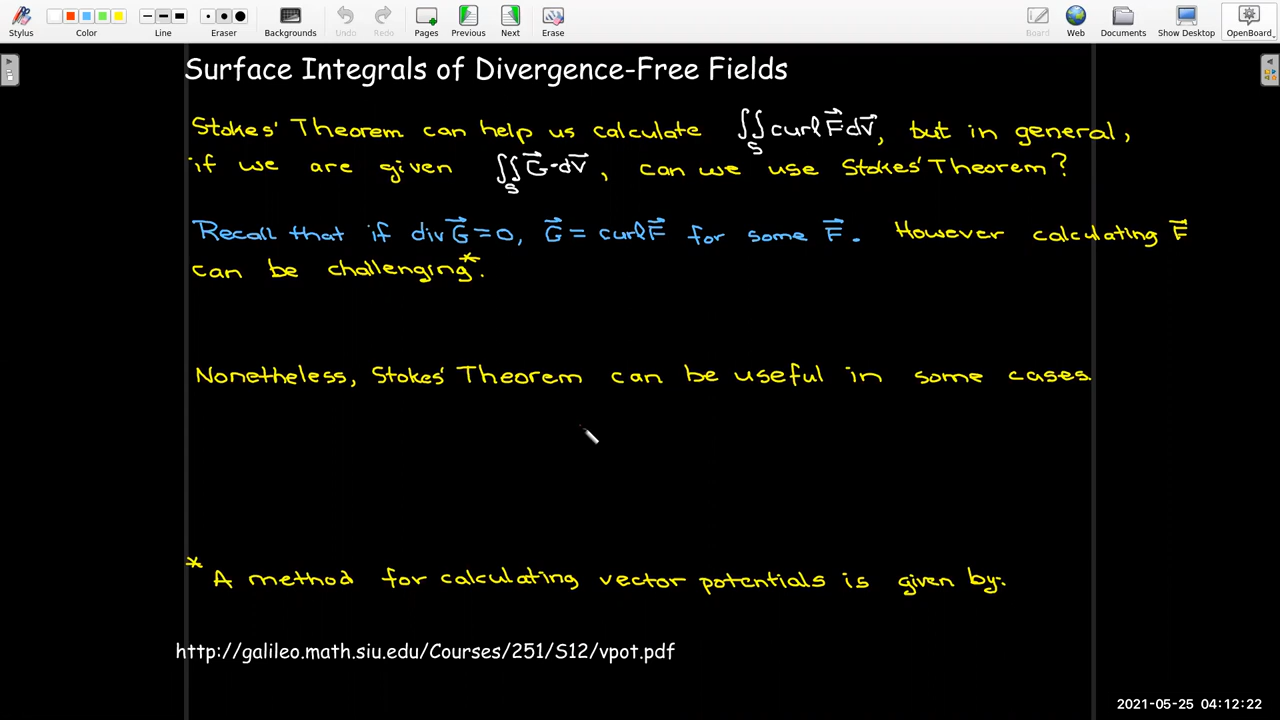 Stylus Color Line Eraser Backgrounds Undo Redo Pages Previous Next Erase Board Web Documents Show Desktop OpenBoard
Surface Integrals of Divergence-Free Fields
Stokes' Theorem can help us calculate ∬_S curl F⃗ dV⃗, but in general,
if we are given ∬_S G⃗·dV⃗, can we use Stokes' Theorem?
Recall that if div G⃗ = 0, G⃗ = curl F⃗ for some F⃗. However calculating F⃗
can be challenging*.
Nonetheless, Stokes' Theorem can be useful in some cases.
* A method for calculating vector potentials is given by:
http://galileo.math.siu.edu/Courses/251/S12/vpot.pdf
2021-05-25 04:12:22